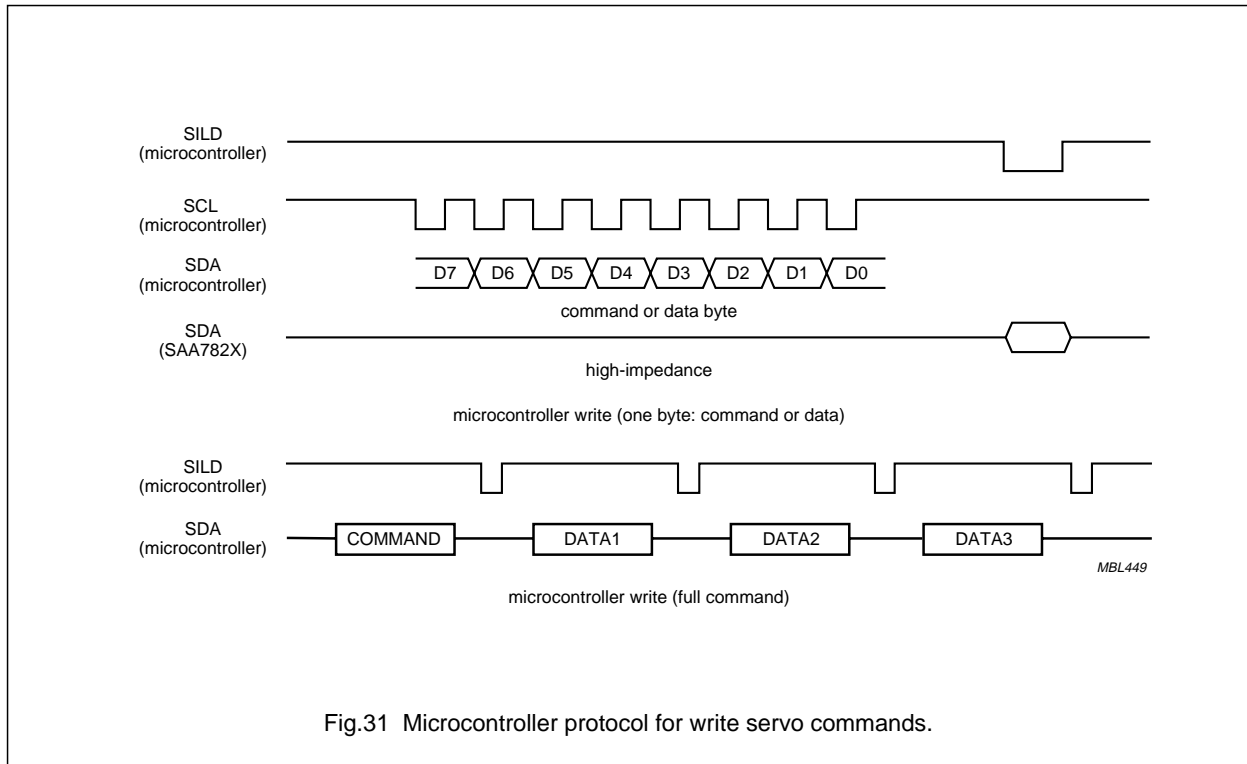 SILD
(microcontroller)
SCL
(microcontroller)
SDA
(microcontroller)
D7 D6 D5 D4 D3 D2 D1 D0
command or data byte
SDA
(SAA782X)
high-impedance
microcontroller write (one byte: command or data)
SILD
(microcontroller)
SDA
(microcontroller)
COMMAND DATA1 DATA2 DATA3
MBL449
microcontroller write (full command)
Fig.31 Microcontroller protocol for write servo commands.